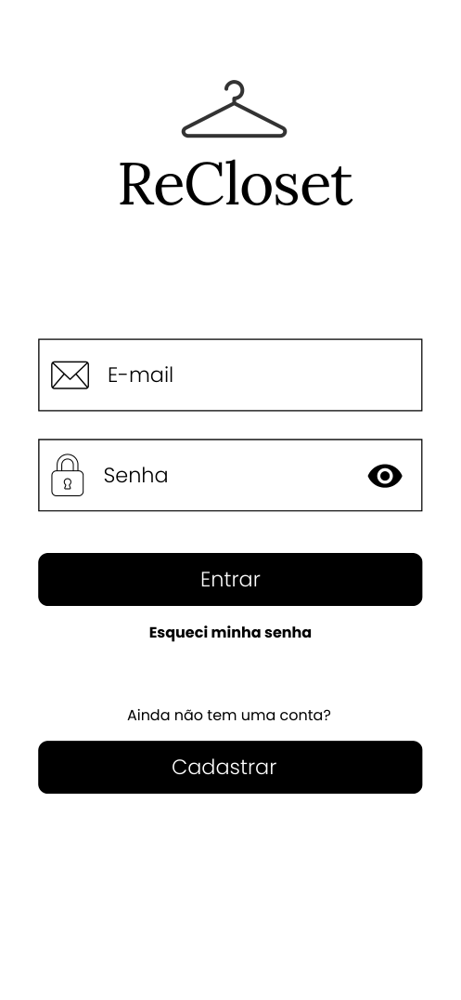 ReCloset
E-mail
Senha
Entrar
Esqueci minha senha
Ainda não tem uma conta?
Cadastrar